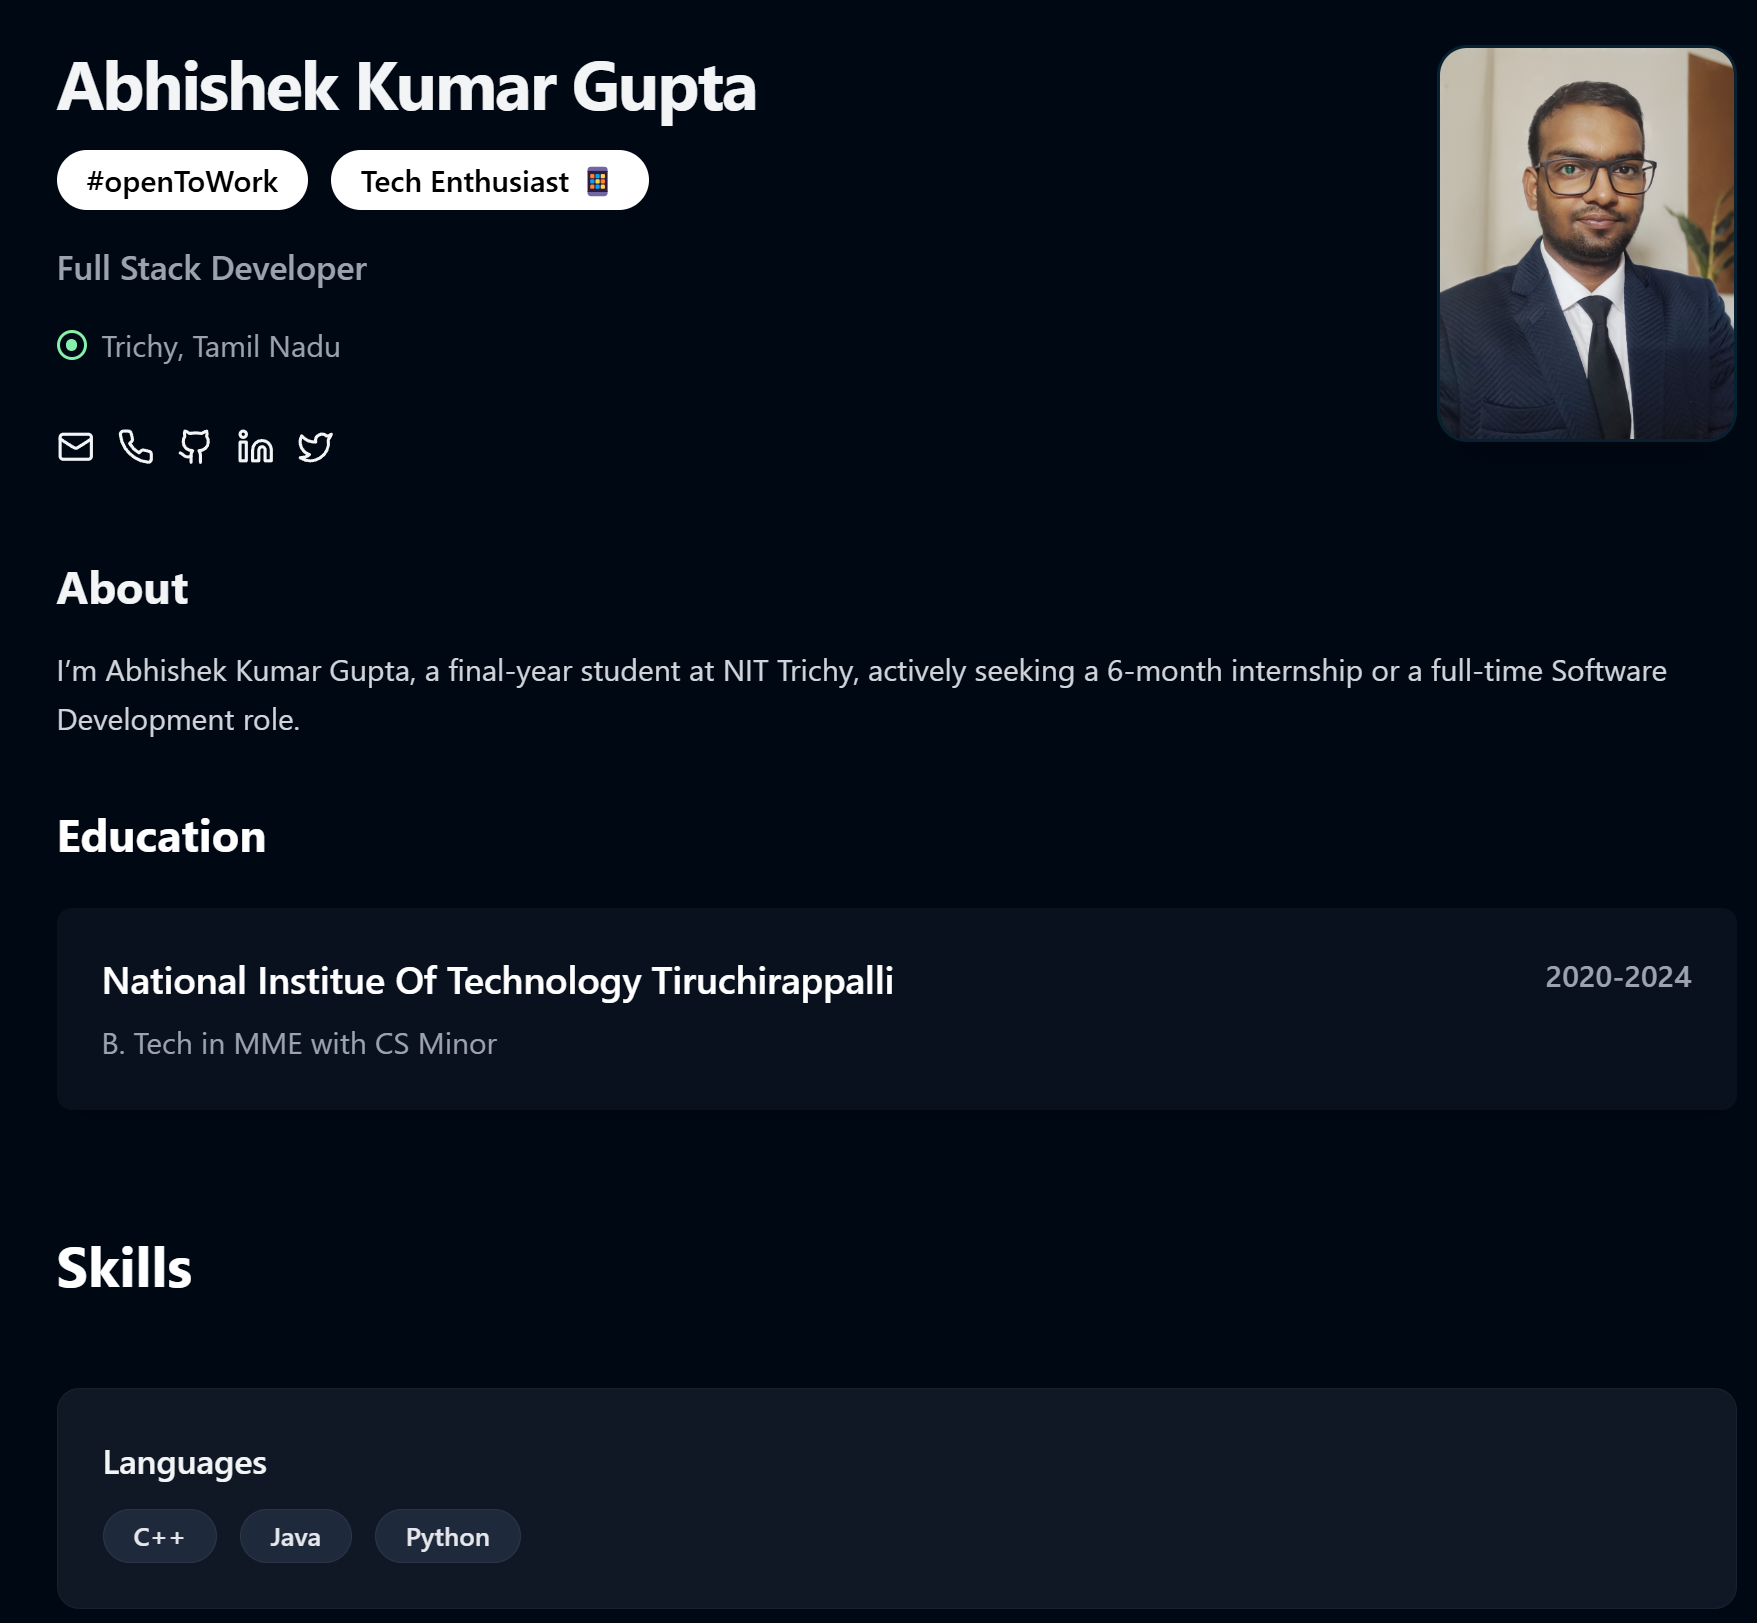 Abhishek Kumar Gupta
#openToWork
Tech Enthusiast
Full Stack Developer
Trichy, Tamil Nadu
About
I’m Abhishek Kumar Gupta, a final-year student at NIT Trichy, actively seeking a 6-month internship or a full-time Software
Development role.
Education
National Institue Of Technology Tiruchirappalli
2020-2024
B. Tech in MME with CS Minor
Skills
Languages
C++
Java
Python